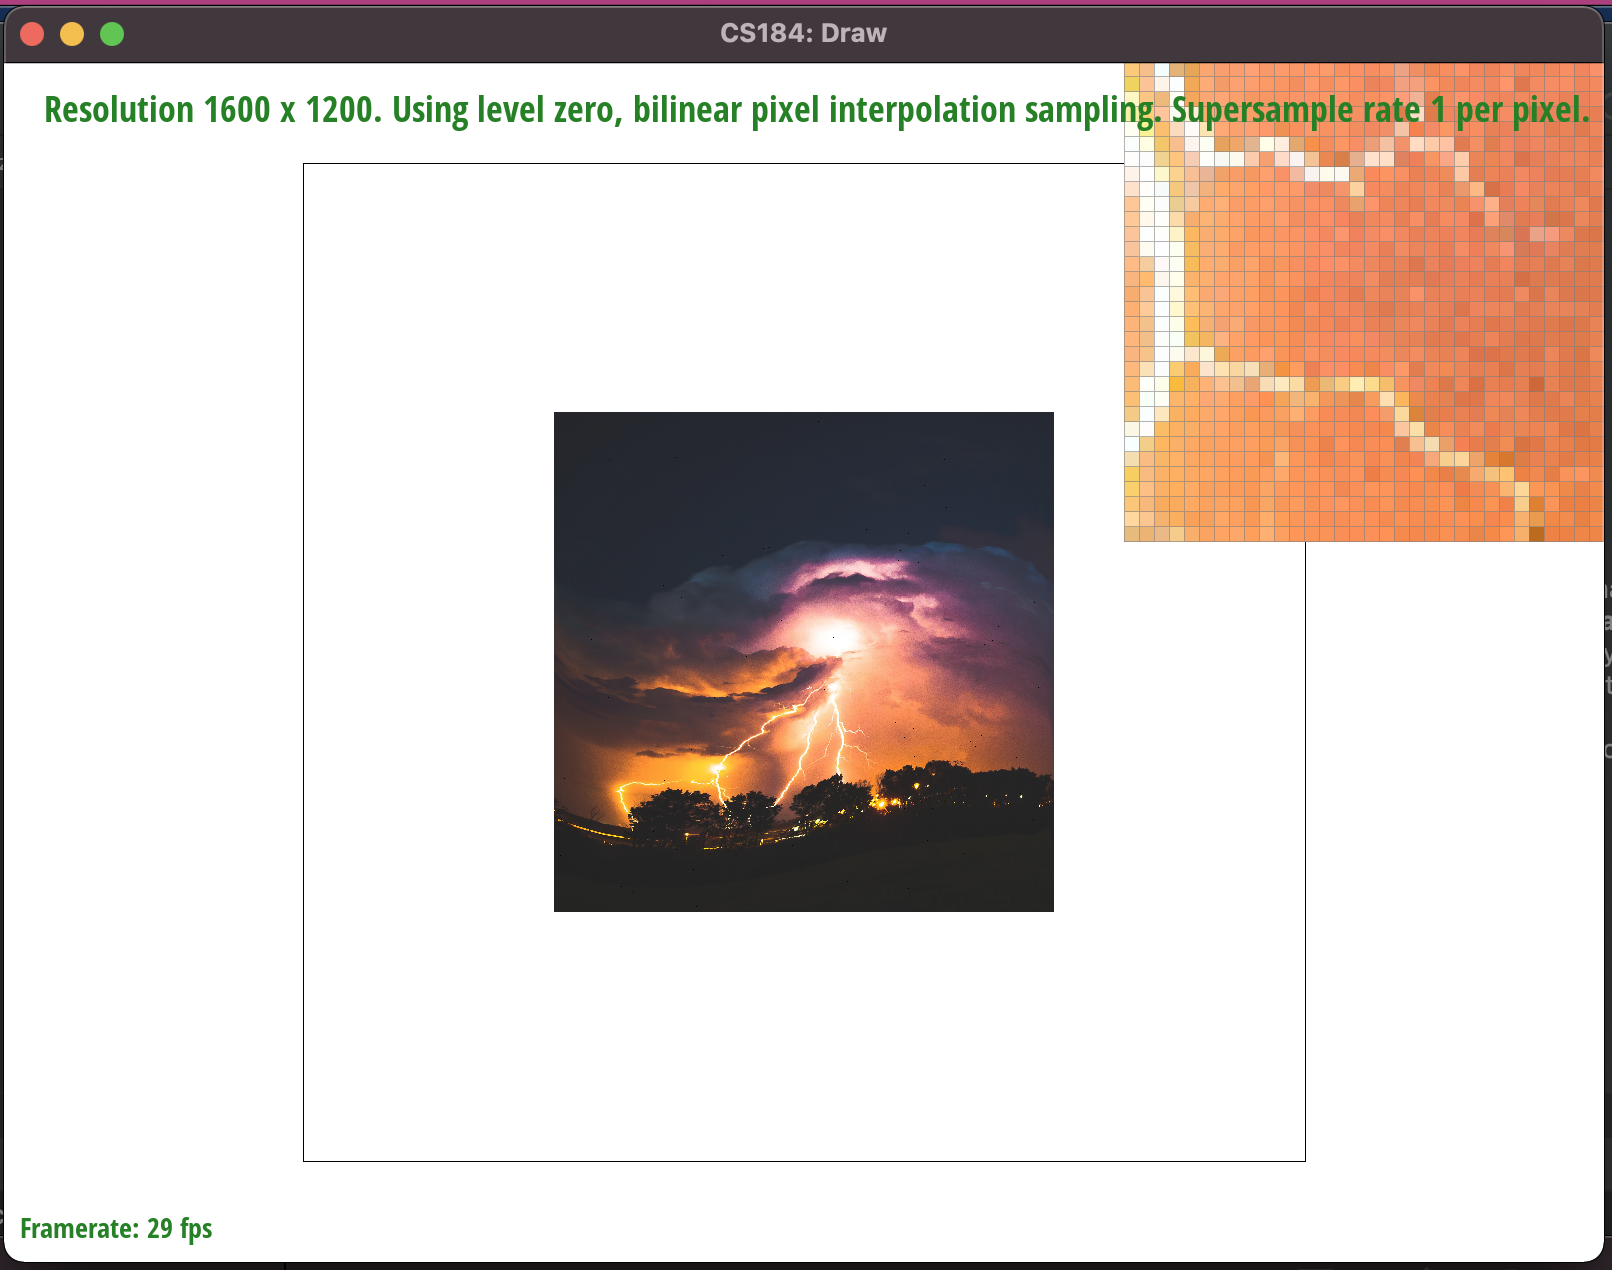 CS184: Draw
Resolution 1600 x 1200. Using level zero, bilinear pixel interpolation sampling. Supersample rate 1 per pixel.
Framerate: 29 fps